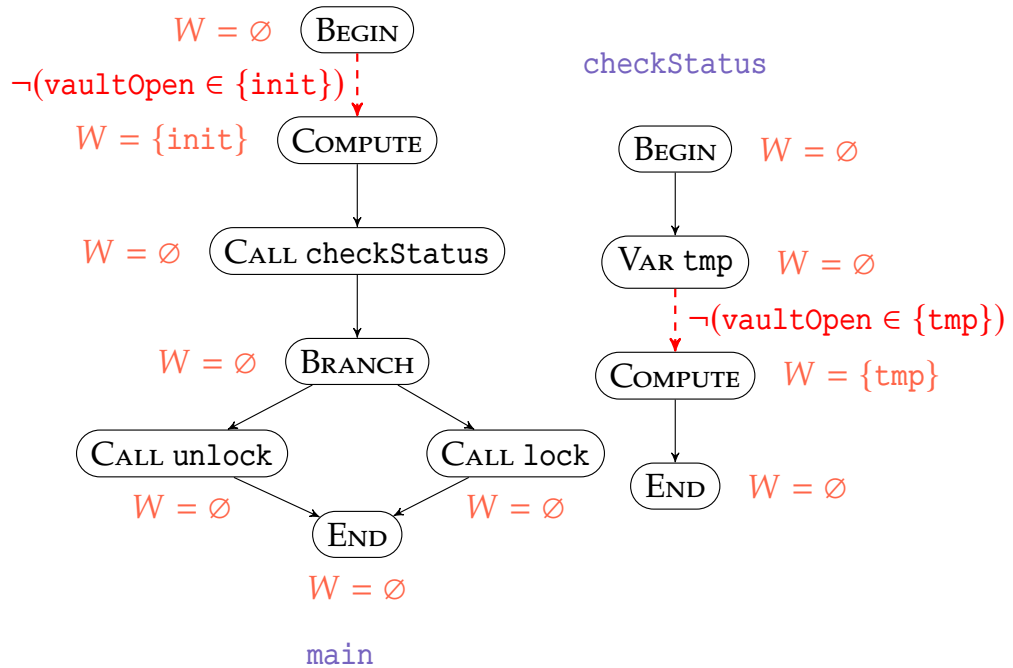 W = ∅ BEGIN
¬(vaultOpen ∈ {init})
W = {init} COMPUTE
W = ∅ CALL checkStatus
W = ∅ BRANCH
CALL unlock CALL lock
W = ∅ W = ∅
END
W = ∅
main
checkStatus
BEGIN W = ∅
VAR tmp W = ∅
¬(vaultOpen ∈ {tmp})
COMPUTE W = {tmp}
END W = ∅